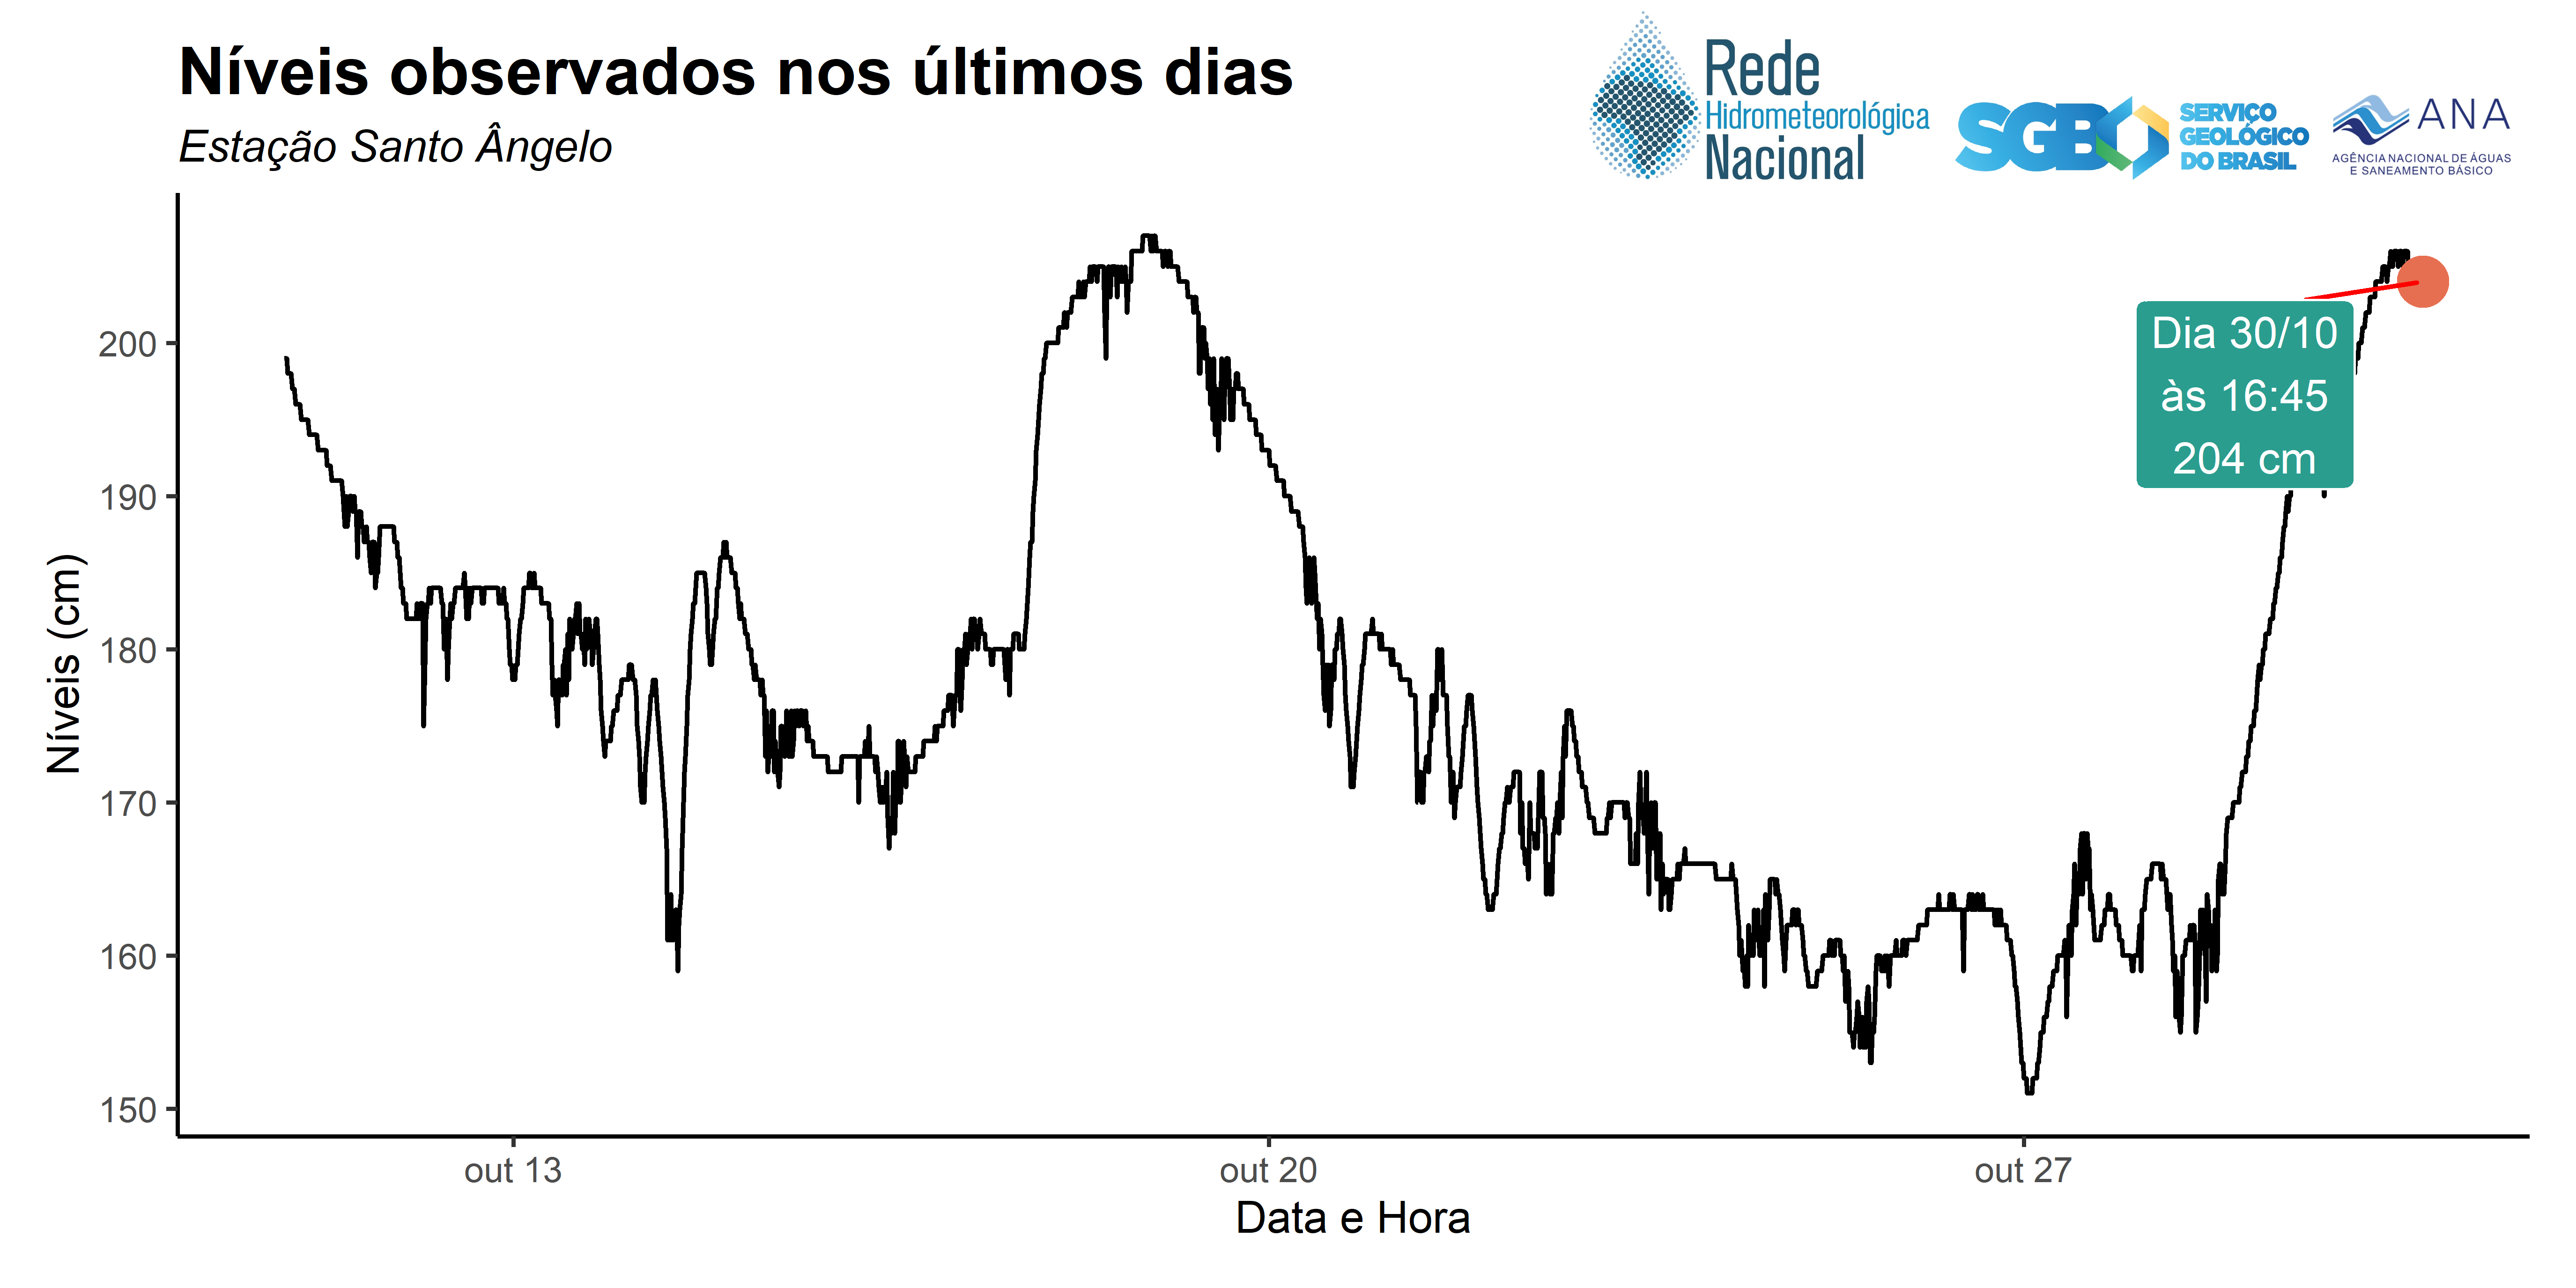 Níveis observados nos últimos dias
Estação Santo Ângelo
Rede
Hidrometeorológica
Nacional
SGB
SERVIÇO
GEOLÓGICO
DO BRASIL
ANA
AGÊNCIA NACIONAL DE ÁGUAS
E SANEAMENTO BÁSICO
Níveis (cm)
200
190
180
170
160
150
Dia 30/10
às 16:45
204 cm
out 13
out 20
out 27
Data e Hora